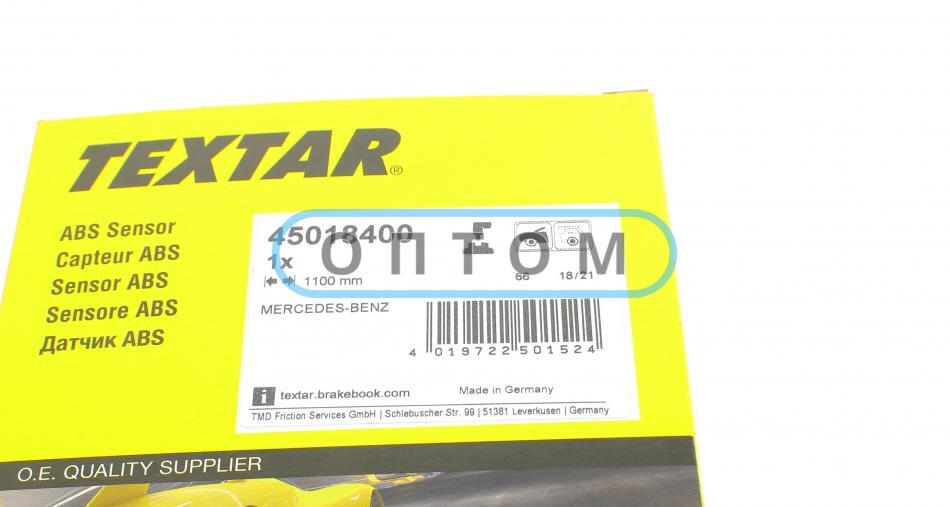 TEXTAR®
ABS Sensor
Capteur ABS
Sensor ABS
Sensore ABS
Датчик ABS
45018400
1x
1100 mm
66 18/21
ОПТОМ
MERCEDES-BENZ
4 019722 501524
i textar.brakebook.com
Made in Germany
TMD Friction Services GmbH | Schlebuscher Str. 99 | 51381 Leverkusen | Germany
O.E. QUALITY SUPPLIER